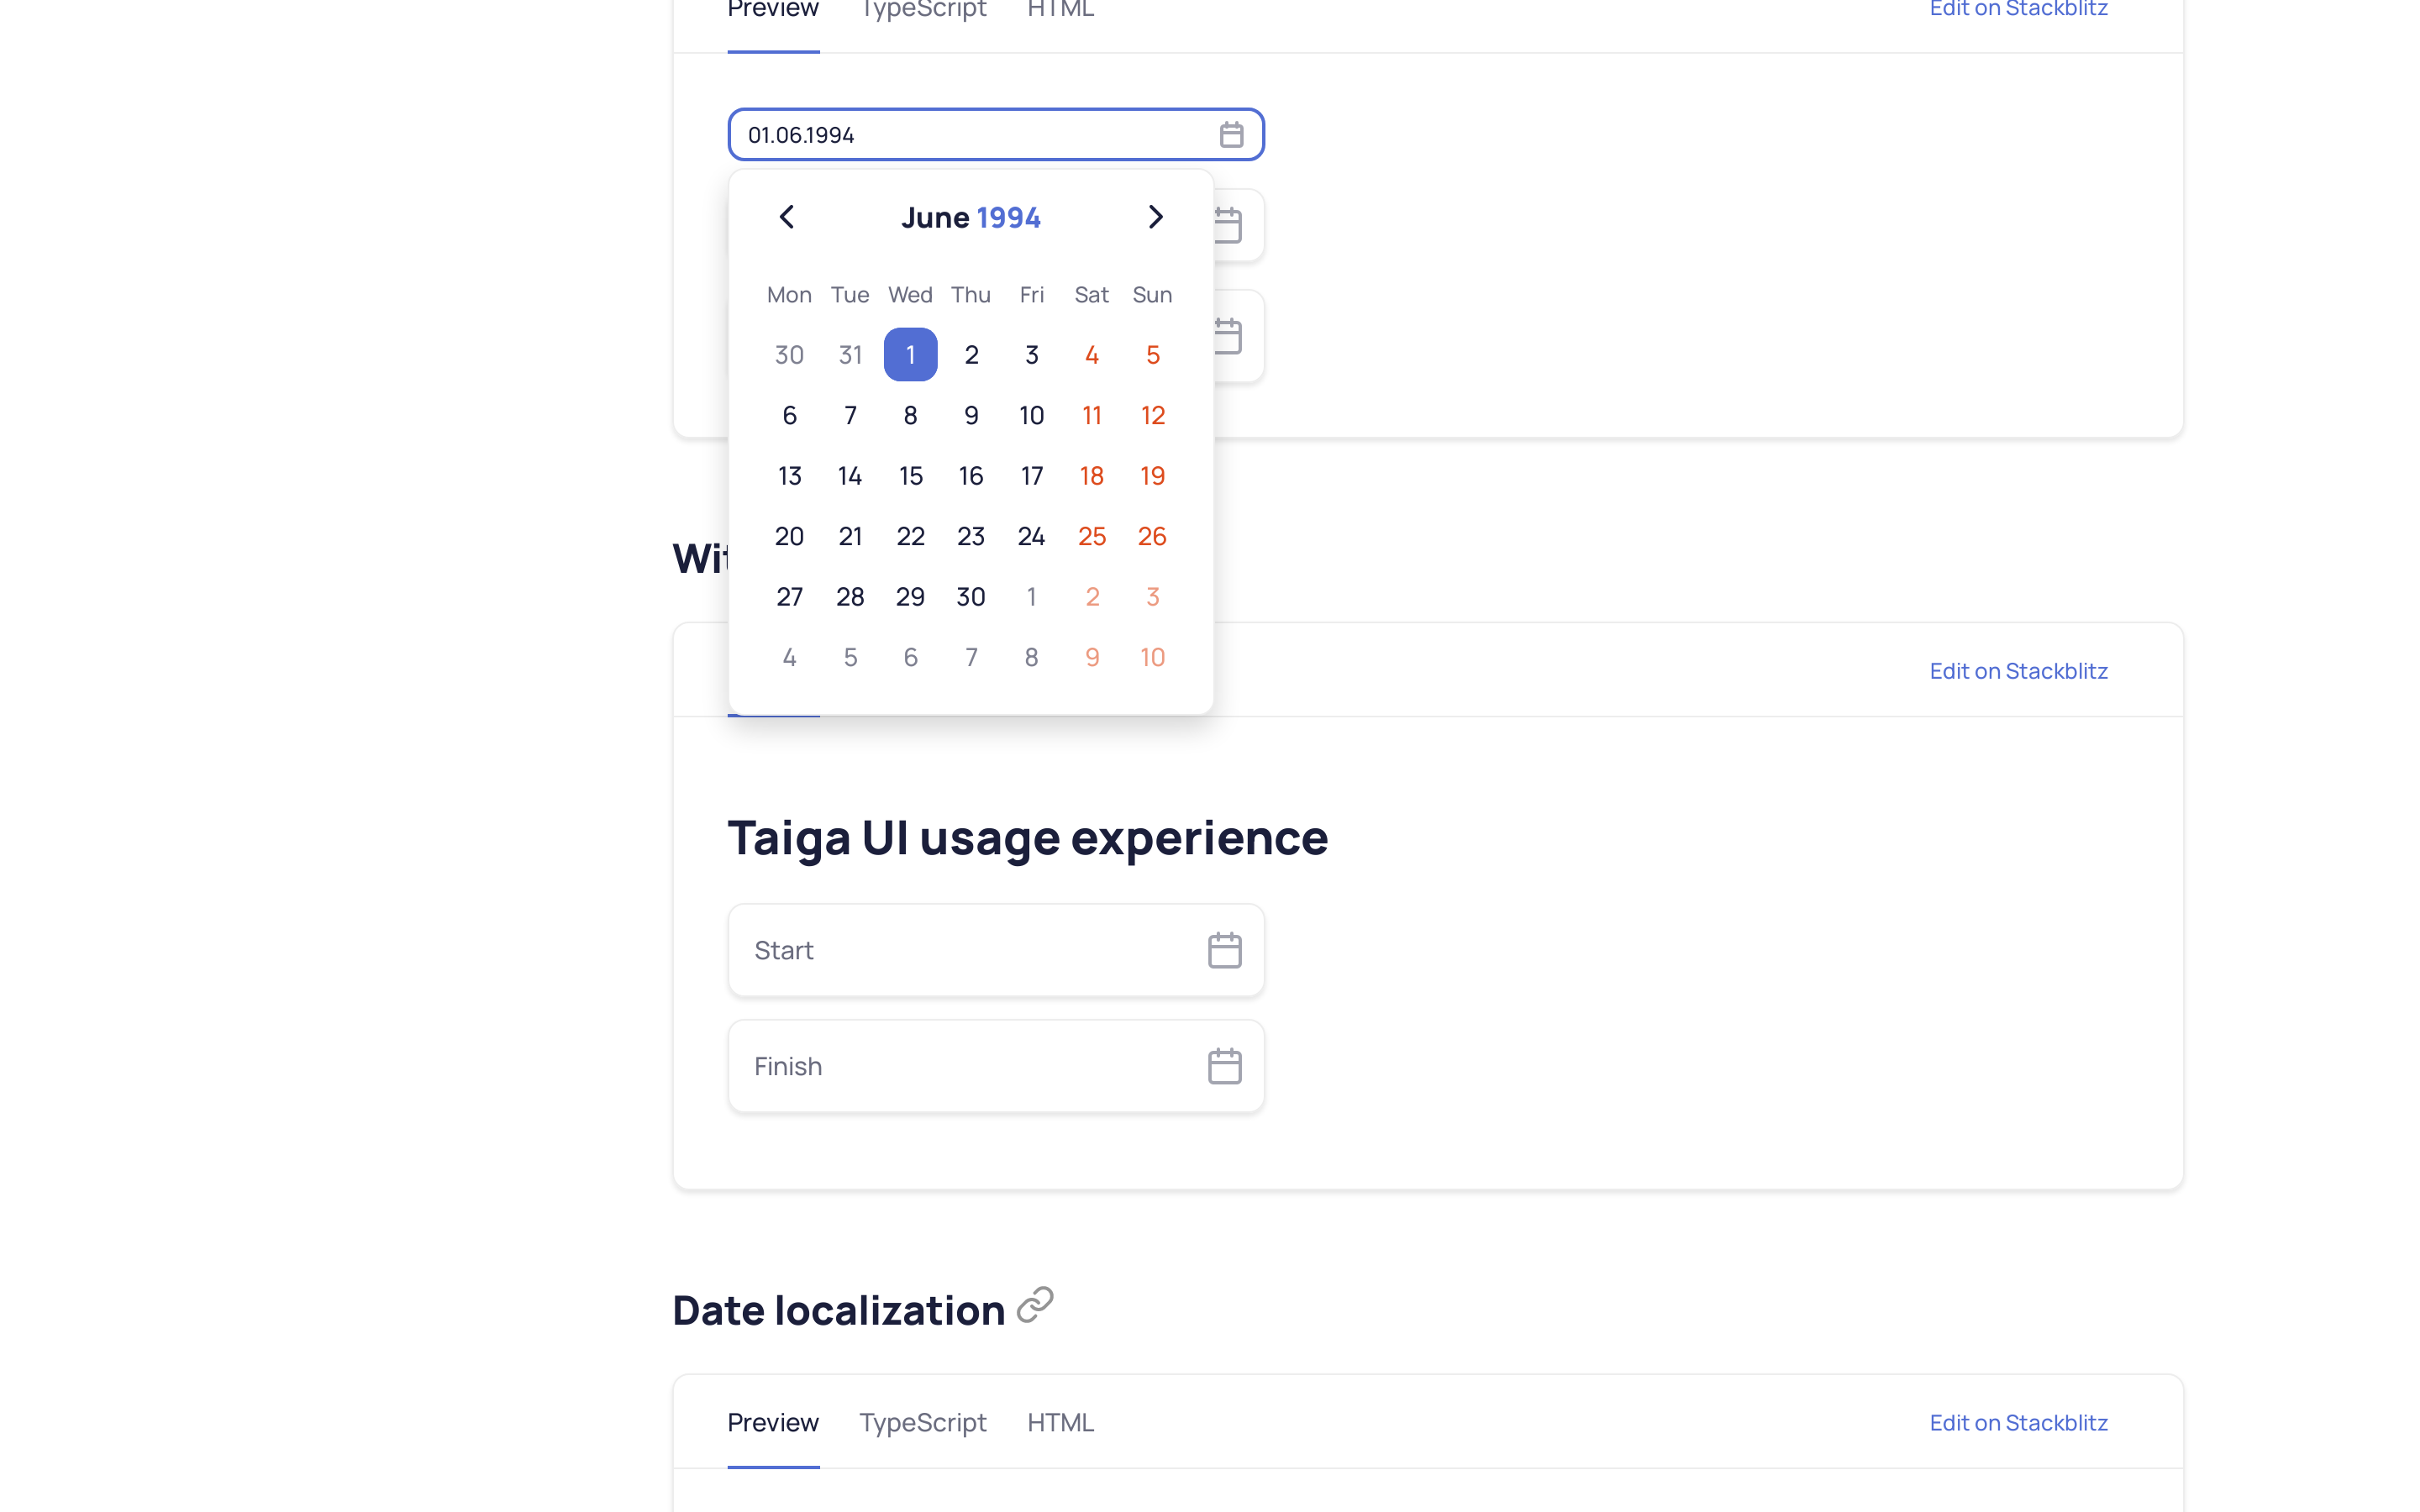 Preview TypeScript HTML Edit on Stackblitz
01.06.1994
June 1994
Mon Tue Wed Thu Fri Sat Sun
30 31 1 2 3 4 5
6 7 8 9 10 11 12
13 14 15 16 17 18 19
20 21 22 23 24 25 26
27 28 29 30 1 2 3
4 5 6 7 8 9 10
Edit on Stackblitz
Taiga UI usage experience
Start
Finish
Date localization
Preview TypeScript HTML Edit on Stackblitz